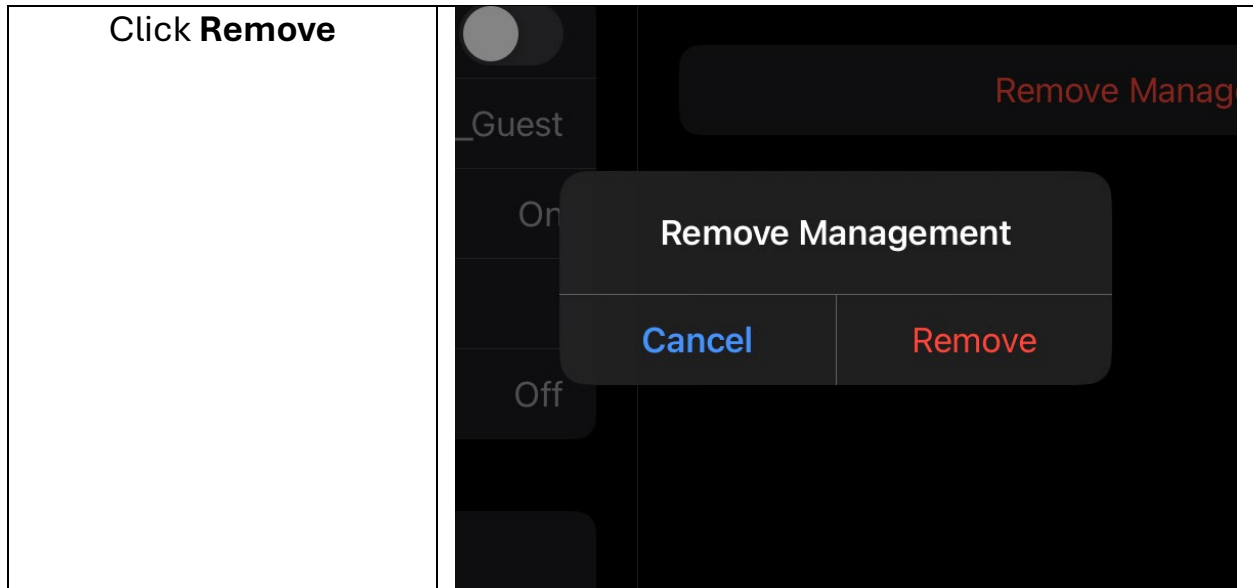 Click Remove
Remove Manag
_Guest
On
Remove Management
Cancel Remove
Off